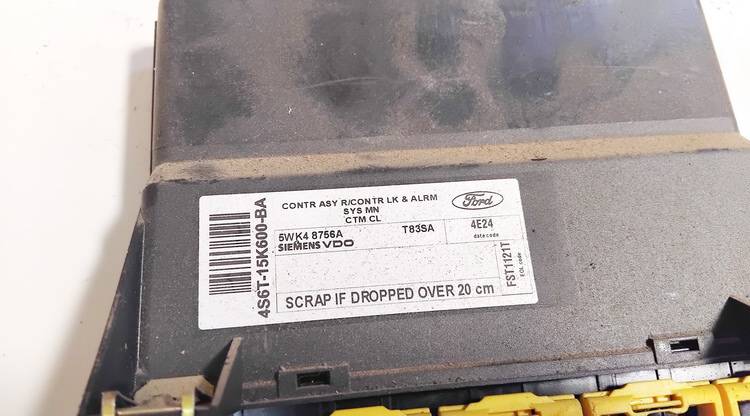 4S6T-15K600-BA
CONTR ASY R/CONTR LK & ALRM
SYS MN
CTM CL
Ford
5WK4 8756A T83SA
SIEMENS VDO
4E24
date code
FST1121T
EOL code
SCRAP IF DROPPED OVER 20 cm